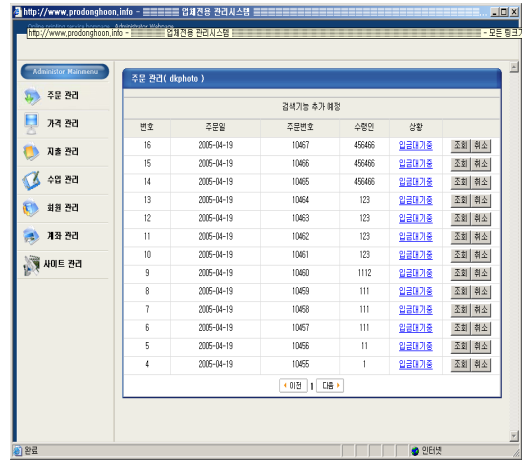 http://www.prodonghoon.info - 업체전용 관리시스템
Online printing service homepage Administrator Webpage
http://www.prodonghoon.info - 업체전용 관리시스템 - 모든 링크
Administor Mainmenu
주문 관리
가격 관리
지출 관리
수입 관리
회원 관리
계좌 관리
사이트 관리
주문 관리( dkphoto )
검색기능 추가 예정
번호 주문일 주문번호 수령인 상황
16 2005-04-19 10467 456466 입금대기중 조회 취소
15 2005-04-19 10466 456466 입금대기중 조회 취소
14 2005-04-19 10465 456466 입금대기중 조회 취소
13 2005-04-19 10464 123 입금대기중 조회 취소
12 2005-04-19 10463 123 입금대기중 조회 취소
11 2005-04-19 10462 123 입금대기중 조회 취소
10 2005-04-19 10461 123 입금대기중 조회 취소
9 2005-04-19 10460 1112 입금대기중 조회 취소
8 2005-04-19 10459 111 입금대기중 조회 취소
7 2005-04-19 10458 111 입금대기중 조회 취소
6 2005-04-19 10457 111 입금대기중 조회 취소
5 2005-04-19 10456 11 입금대기중 조회 취소
4 2005-04-19 10455 1 입금대기중 조회 취소
이전 1 다음
완료 인터넷